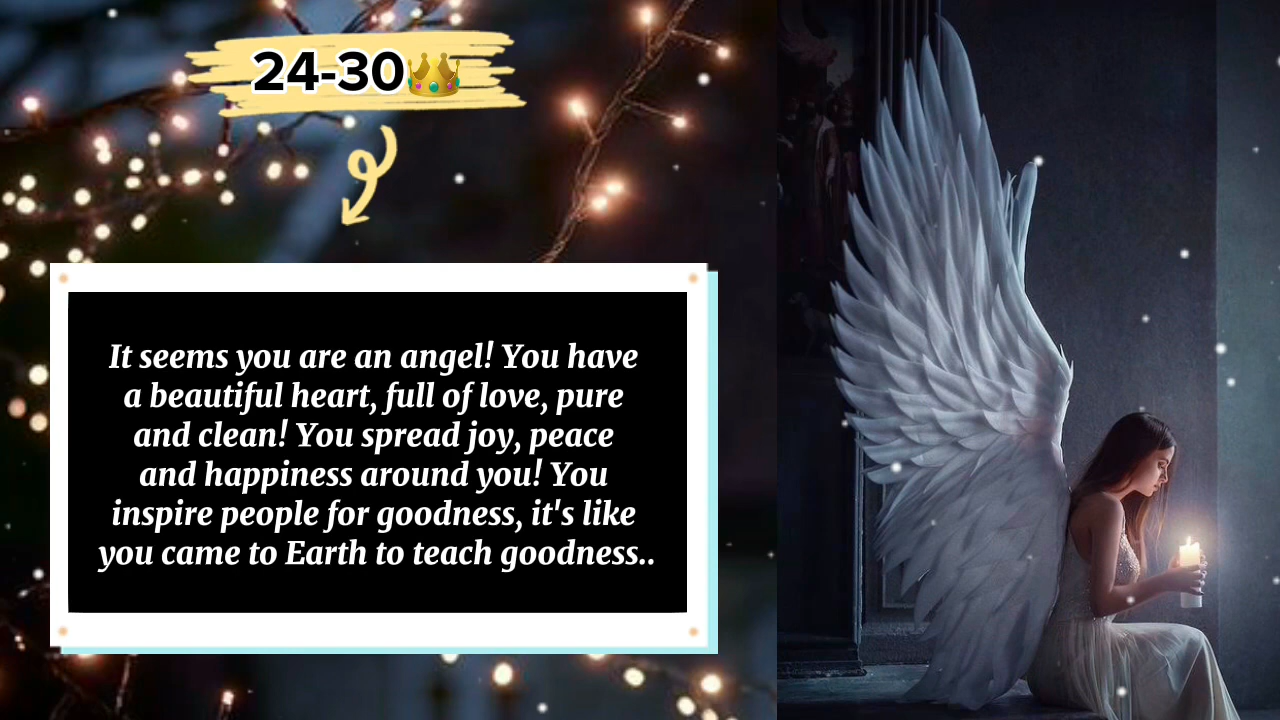 24-30👑
It seems you are an angel! You have
a beautiful heart, full of love, pure
and clean! You spread joy, peace
and happiness around you! You
inspire people for goodness, it's like
you came to Earth to teach goodness..